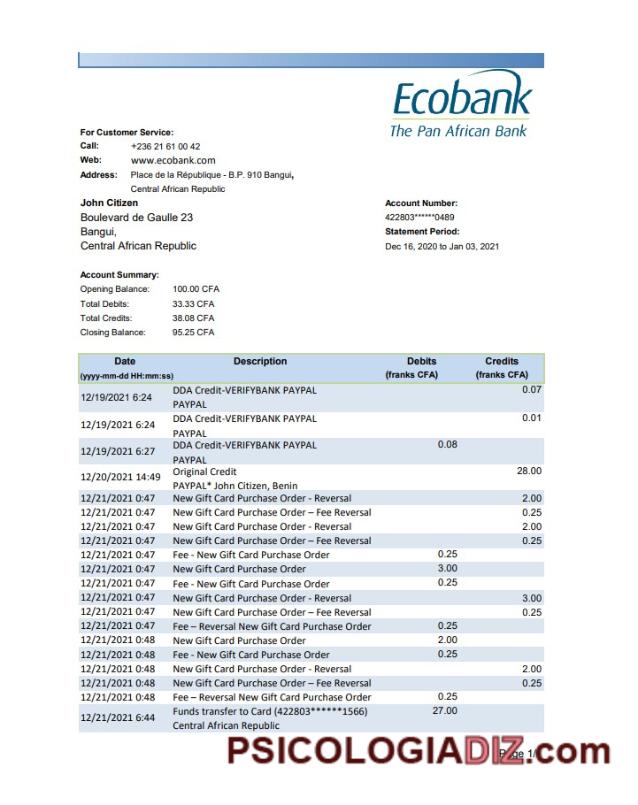 Ecobank
The Pan African Bank
For Customer Service:
Call: +236 21 61 00 42
Web: www.ecobank.com
Address: Place de la République - B.P. 910 Bangui,
Central African Republic
John Citizen
Boulevard de Gaulle 23
Bangui,
Central African Republic
Account Number:
422803******0489
Statement Period:
Dec 16, 2020 to Jan 03, 2021
Account Summary:
Opening Balance: 100.00 CFA
Total Debits: 33.33 CFA
Total Credits: 38.08 CFA
Closing Balance: 95.25 CFA
Date Description Debits Credits
(yyyy-mm-dd HH:mm:ss) (franks CFA) (franks CFA)
12/19/2021 6:24 DDA Credit-VERIFYBANK PAYPAL 0.07
PAYPAL
12/19/2021 6:24 DDA Credit-VERIFYBANK PAYPAL 0.01
PAYPAL
12/19/2021 6:27 DDA Credit-VERIFYBANK PAYPAL 0.08
PAYPAL
12/20/2021 14:49 Original Credit 28.00
PAYPAL* John Citizen, Benin
12/21/2021 0:47 New Gift Card Purchase Order - Reversal 2.00
12/21/2021 0:47 New Gift Card Purchase Order – Fee Reversal 0.25
12/21/2021 0:47 New Gift Card Purchase Order - Reversal 2.00
12/21/2021 0:47 New Gift Card Purchase Order – Fee Reversal 0.25
12/21/2021 0:47 Fee - New Gift Card Purchase Order 0.25
12/21/2021 0:47 New Gift Card Purchase Order 3.00
12/21/2021 0:47 Fee - New Gift Card Purchase Order 0.25
12/21/2021 0:47 New Gift Card Purchase Order - Reversal 3.00
12/21/2021 0:47 New Gift Card Purchase Order – Fee Reversal 0.25
12/21/2021 0:47 Fee – Reversal New Gift Card Purchase Order 0.25
12/21/2021 0:48 New Gift Card Purchase Order 2.00
12/21/2021 0:48 Fee - New Gift Card Purchase Order 0.25
12/21/2021 0:48 New Gift Card Purchase Order - Reversal 2.00
12/21/2021 0:48 New Gift Card Purchase Order – Fee Reversal 0.25
12/21/2021 0:48 Fee – Reversal New Gift Card Purchase Order 0.25
12/21/2021 6:44 Funds transfer to Card (422803******1566) 27.00
Central African Republic
PSICOLOGIADIZ.com